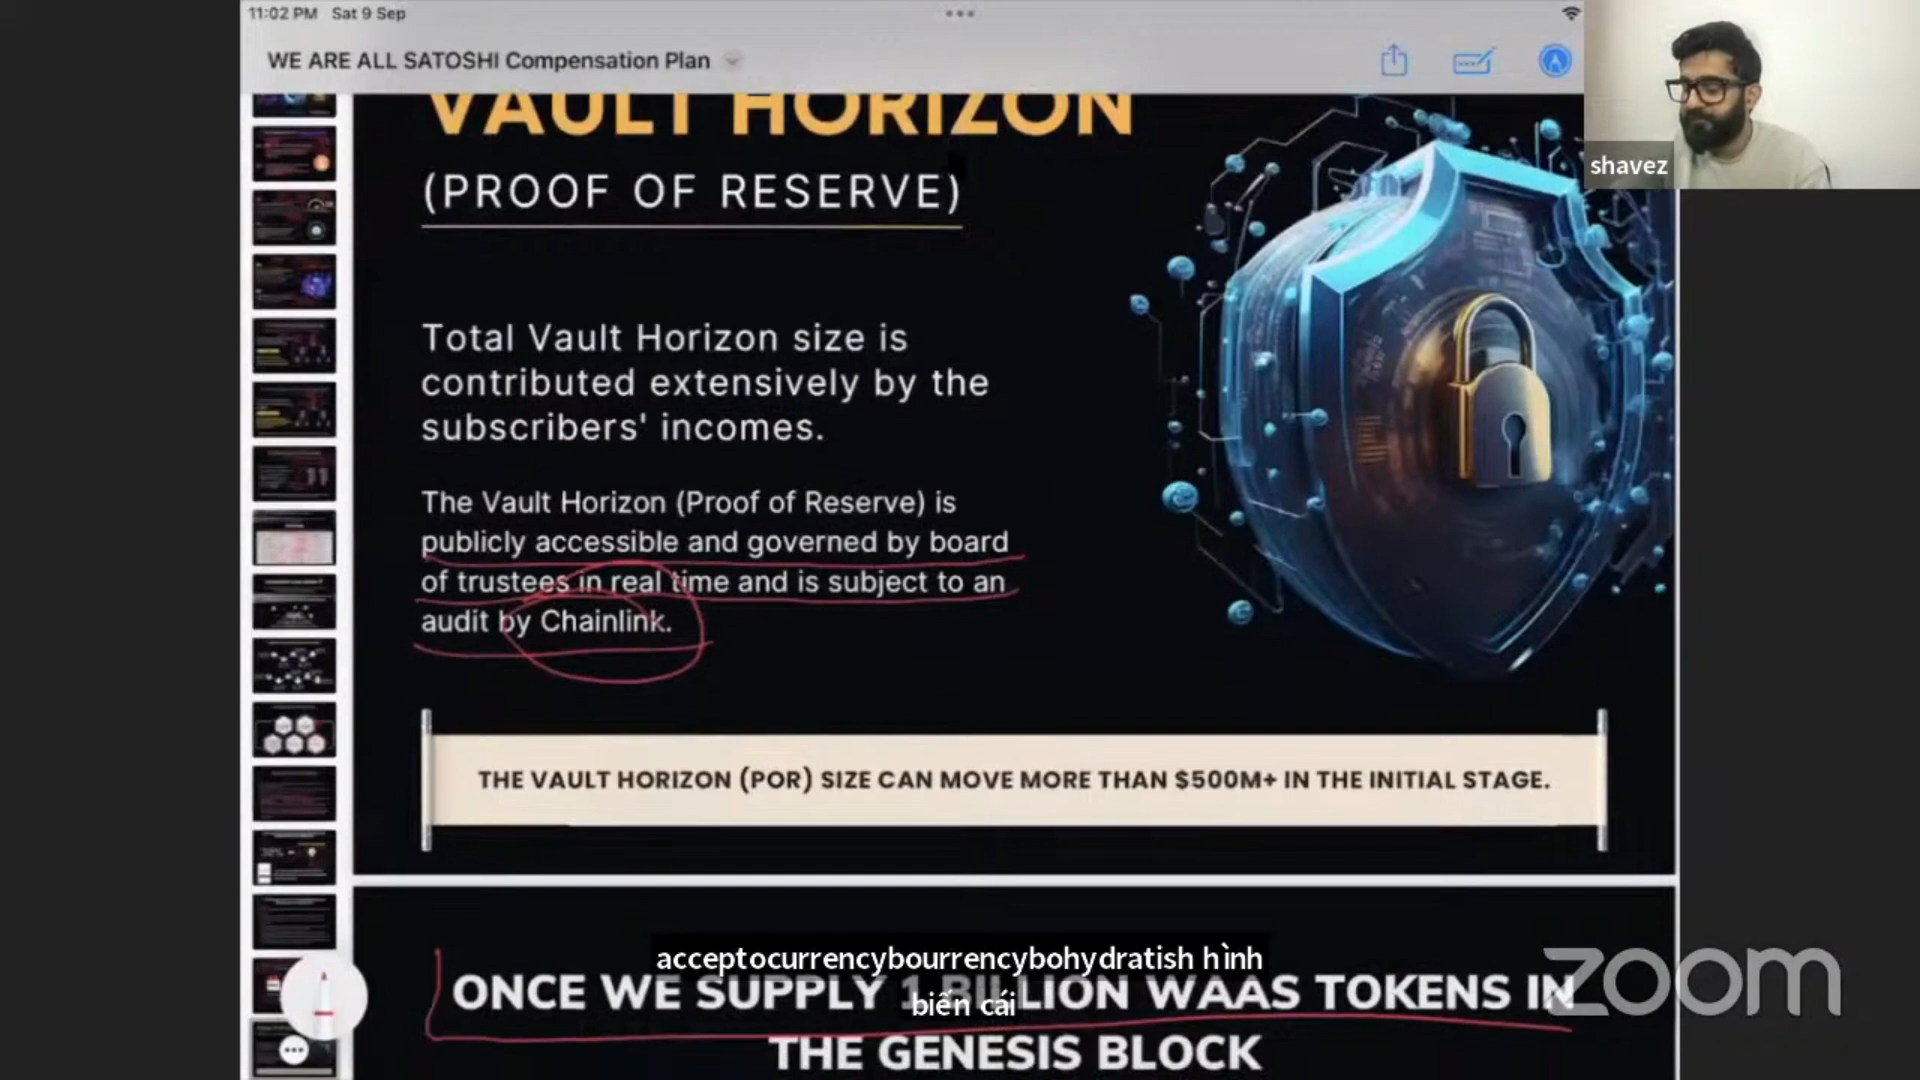 11:02 PM Sat 9 Sep
WE ARE ALL SATOSHI Compensation Plan
shavez
VAULT HORIZON
(PROOF OF RESERVE)
Total Vault Horizon size is
contributed extensively by the
subscribers' incomes.
The Vault Horizon (Proof of Reserve) is
publicly accessible and governed by board
of trustees in real time and is subject to an
audit by Chainlink.
THE VAULT HORIZON (POR) SIZE CAN MOVE MORE THAN $500M+ IN THE INITIAL STAGE.
acceptocurrencybourrencybohydratish hình
biến cái
ONCE WE SUPPLY 1 BILLION WAAS TOKENS IN
THE GENESIS BLOCK
zoom